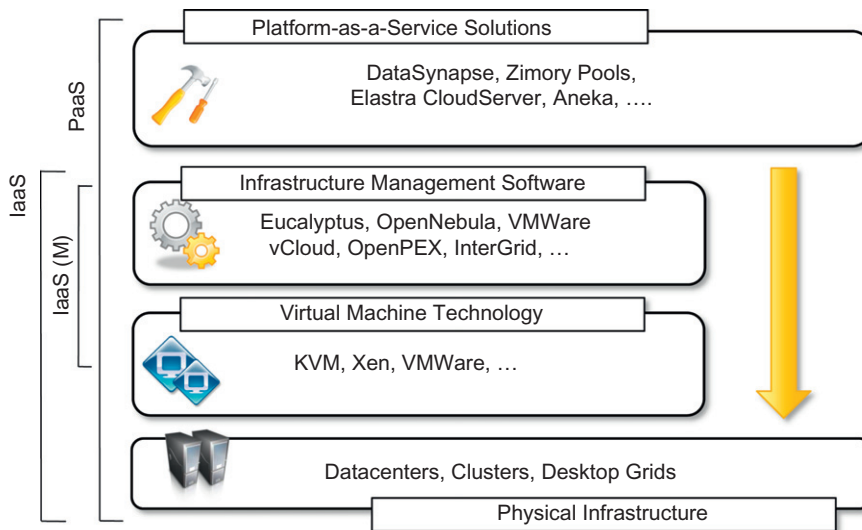 Platform-as-a-Service Solutions
DataSynapse, Zimory Pools,
Elastra CloudServer, Aneka, ….
PaaS
IaaS
IaaS (M)
Infrastructure Management Software
Eucalyptus, OpenNebula, VMWare
vCloud, OpenPEX, InterGrid, …
Virtual Machine Technology
KVM, Xen, VMWare, …
Datacenters, Clusters, Desktop Grids
Physical Infrastructure